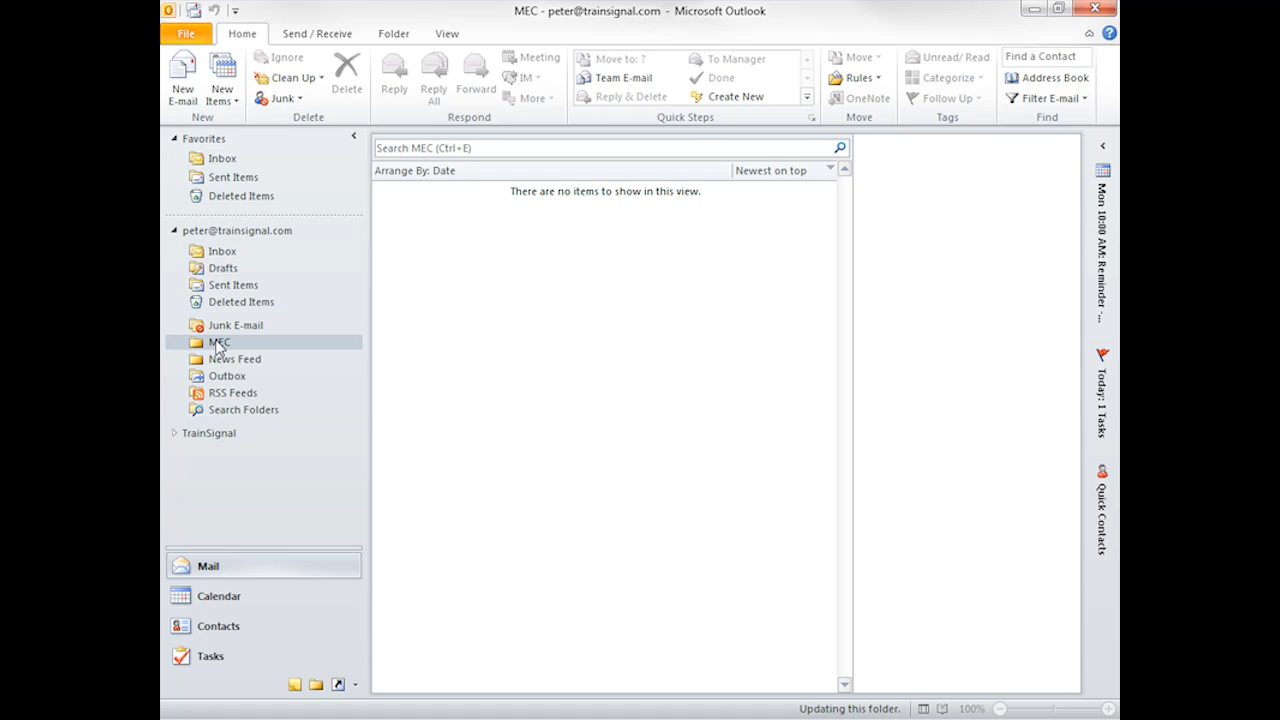 MEC - peter@trainsignal.com - Microsoft Outlook
File Home Send / Receive Folder View
New E-mail
New Items
New
Ignore
Clean Up
Junk
Delete
Delete
Reply
Reply All
Forward
Meeting
IM
More
Respond
Move to: ?
Team E-mail
Reply & Delete
To Manager
Done
Create New
Quick Steps
Move
Rules
OneNote
Move
Unread/ Read
Categorize
Follow Up
Tags
Find a Contact
Address Book
Filter E-mail
Find
Favorites
Inbox
Sent Items
Deleted Items
peter@trainsignal.com
Inbox
Drafts
Sent Items
Deleted Items
Junk E-mail
MEC
News Feed
Outbox
RSS Feeds
Search Folders
TrainSignal
Mail
Calendar
Contacts
Tasks
Search MEC (Ctrl+E)
Arrange By: Date Newest on top
There are no items to show in this view.
Mon 10:00 AM: Reminder -...
Today: 1 Tasks
Quick Contacts
Updating this folder. 100%